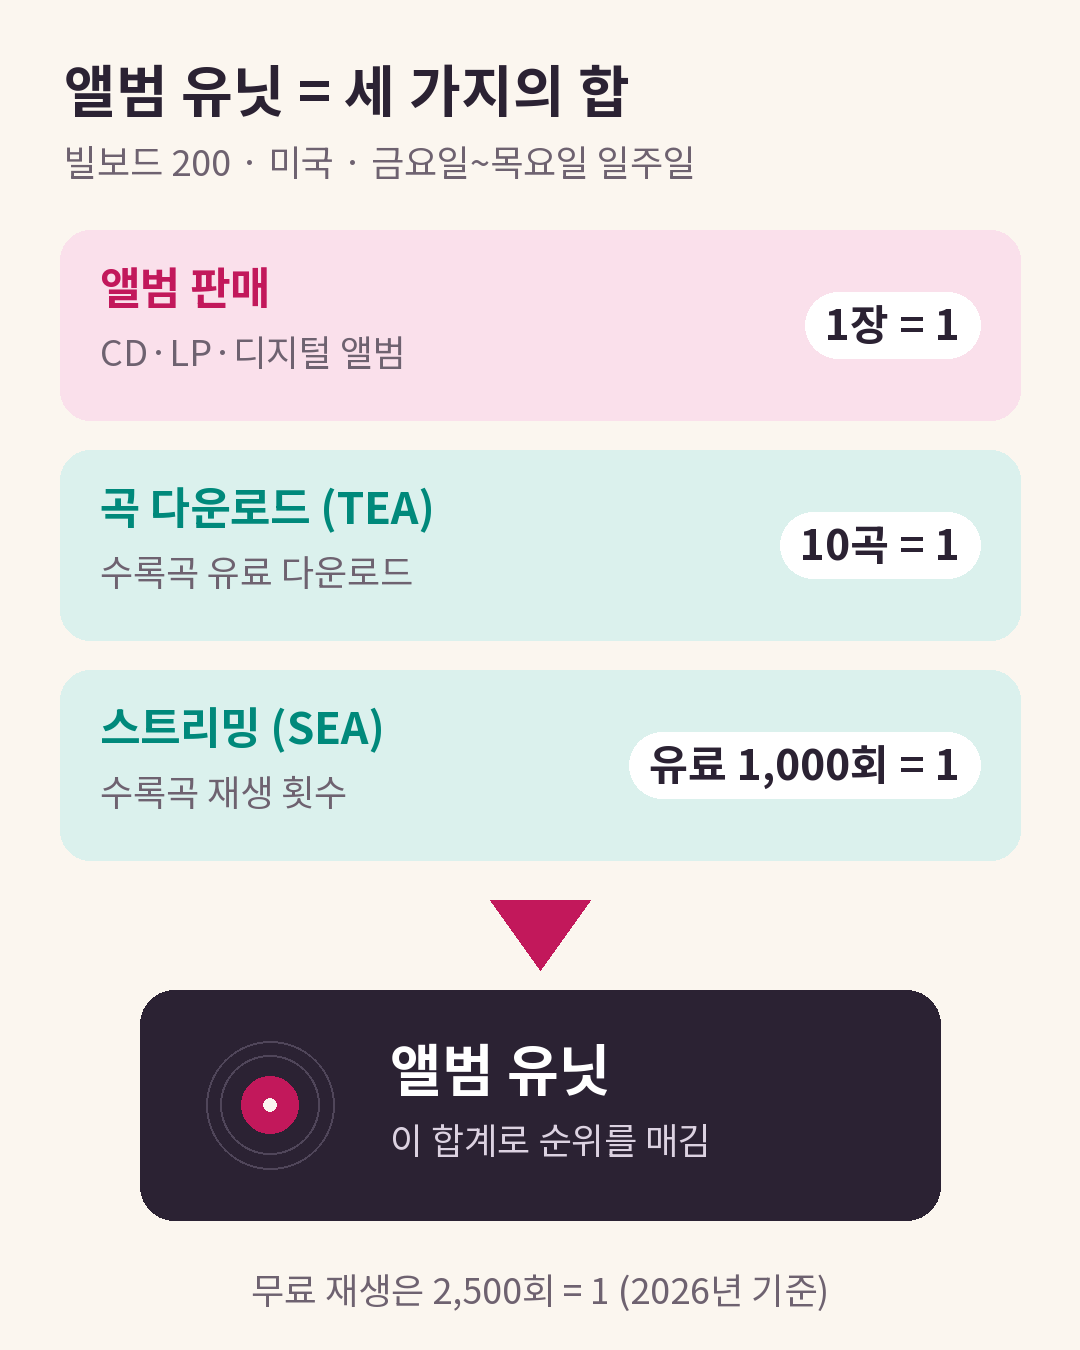 앨범 유닛 = 세 가지의 합
빌보드 200 · 미국 · 금요일~목요일 일주일
앨범 판매
CD·LP·디지털 앨범
1장 = 1
곡 다운로드 (TEA)
수록곡 유료 다운로드
10곡 = 1
스트리밍 (SEA)
수록곡 재생 횟수
유료 1,000회 = 1
앨범 유닛
이 합계로 순위를 매김
무료 재생은 2,500회 = 1 (2026년 기준)